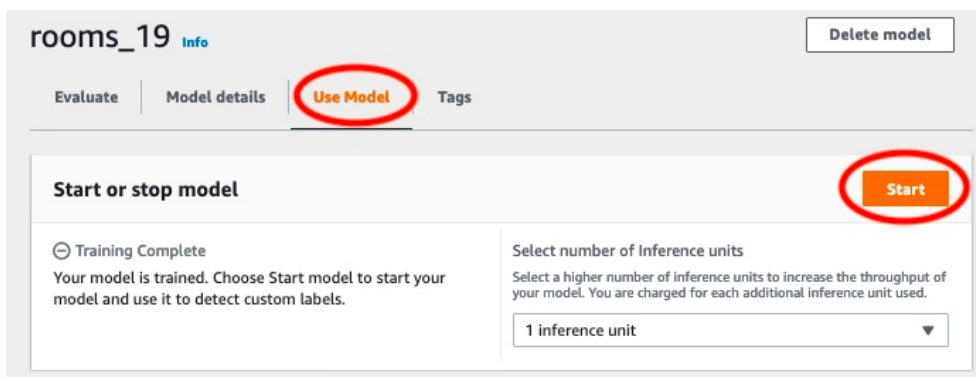 rooms_19 Info
Delete model
Evaluate
Model details
Use Model
Tags
Start or stop model
Start
Training Complete
Your model is trained. Choose Start model to start your
model and use it to detect custom labels.
Select number of Inference units
Select a higher number of inference units to increase the throughput of
your model. You are charged for each additional inference unit used.
1 inference unit